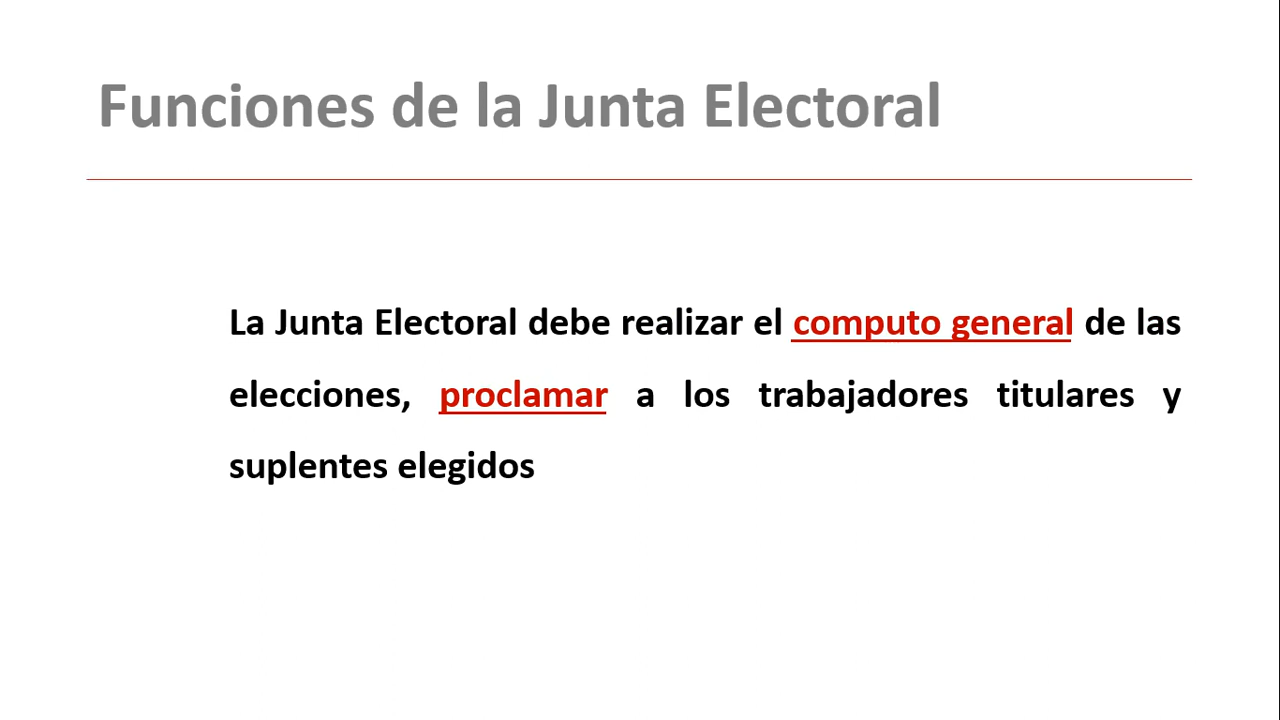 Funciones de la Junta Electoral
La Junta Electoral debe realizar el computo general de las
elecciones, proclamar a los trabajadores titulares y
suplentes elegidos